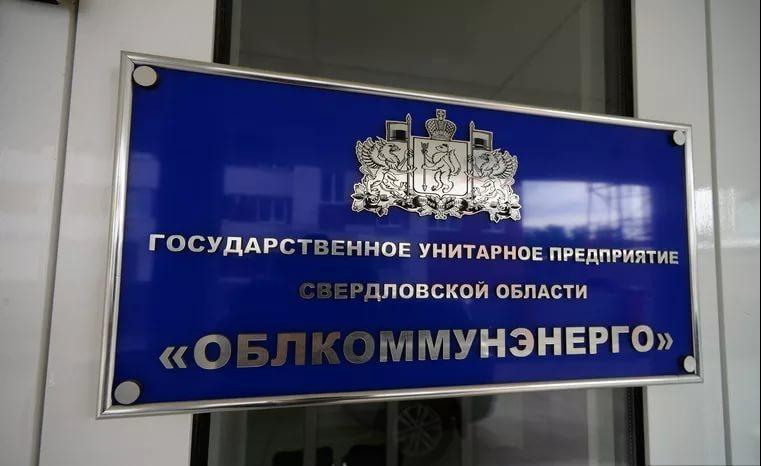 ГОСУДАРСТВЕННОЕ УНИТАРНОЕ ПРЕДПРИЯТИЕ
СВЕРДЛОВСКОЙ ОБЛАСТИ
«ОБЛКОММУНЭНЕРГО»